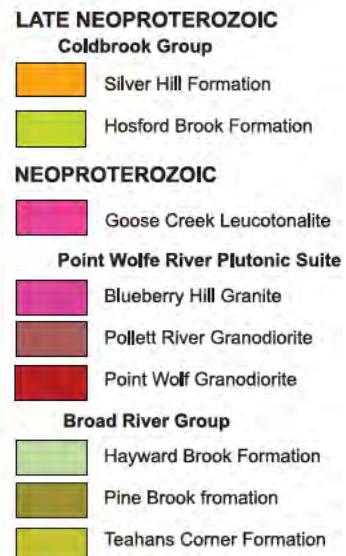 LATE NEOPROTEROZOIC
Coldbrook Group
Silver Hill Formation
Hosford Brook Formation
NEOPROTEROZOIC
Goose Creek Leucotonalite
Point Wolfe River Plutonic Suite
Blueberry Hill Granite
Pollett River Granodiorite
Point Wolf Granodiorite
Broad River Group
Hayward Brook Formation
Pine Brook fromation
Teahans Corner Formation